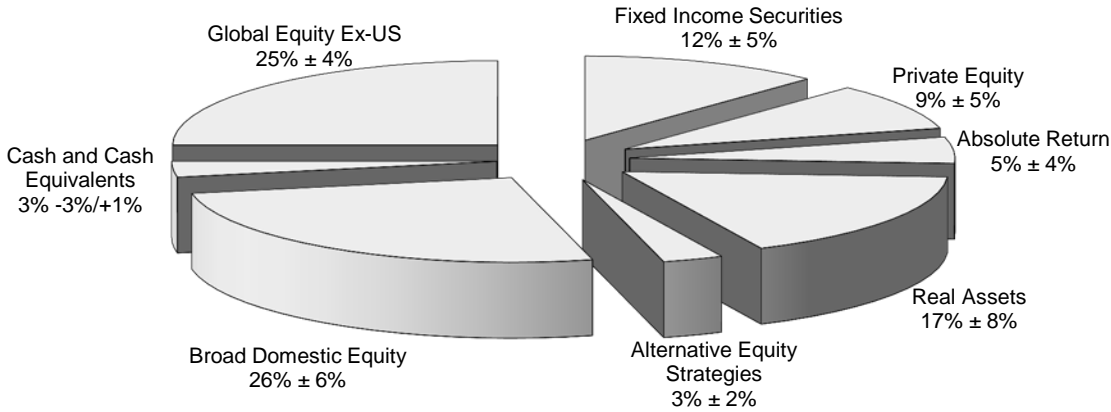 Fixed Income Securities
12% ± 5%
Global Equity Ex-US
25% ± 4%
Private Equity
9% ± 5%
Absolute Return
5% ± 4%
Cash and Cash
Equivalents
3% -3%/+1%
Real Assets
17% ± 8%
Alternative Equity
Strategies
3% ± 2%
Broad Domestic Equity
26% ± 6%